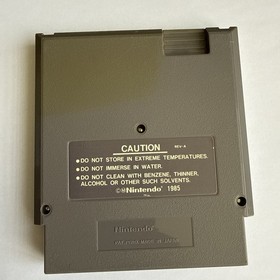 CAUTION
REV-A
● DO NOT STORE IN EXTREME TEMPERATURES.
● DO NOT IMMERSE IN WATER.
● DO NOT CLEAN WITH BENZENE, THINNER,
ALCOHOL OR OTHER SUCH SOLVENTS.
©Ⓜ Nintendo® 1985
Nintendo®